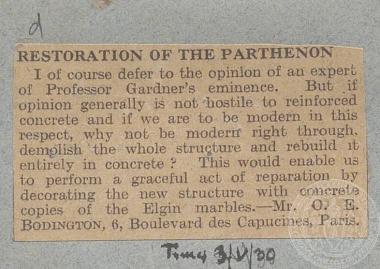 d
RESTORATION OF THE PARTHENON
I of course defer to the opinion of an expert
of Professor Gardner's eminence. But if
opinion generally is not hostile to reinforced
concrete and if we are to be modern in this
respect, why not be modern right through,
demolish the whole structure and rebuild it
entirely in concrete? This would enable us
to perform a graceful act of reparation by
decorating the new structure with concrete
copies of the Elgin marbles.—Mr. O. E.
BODINGTON, 6, Boulevard des Capucines, Paris.
Times